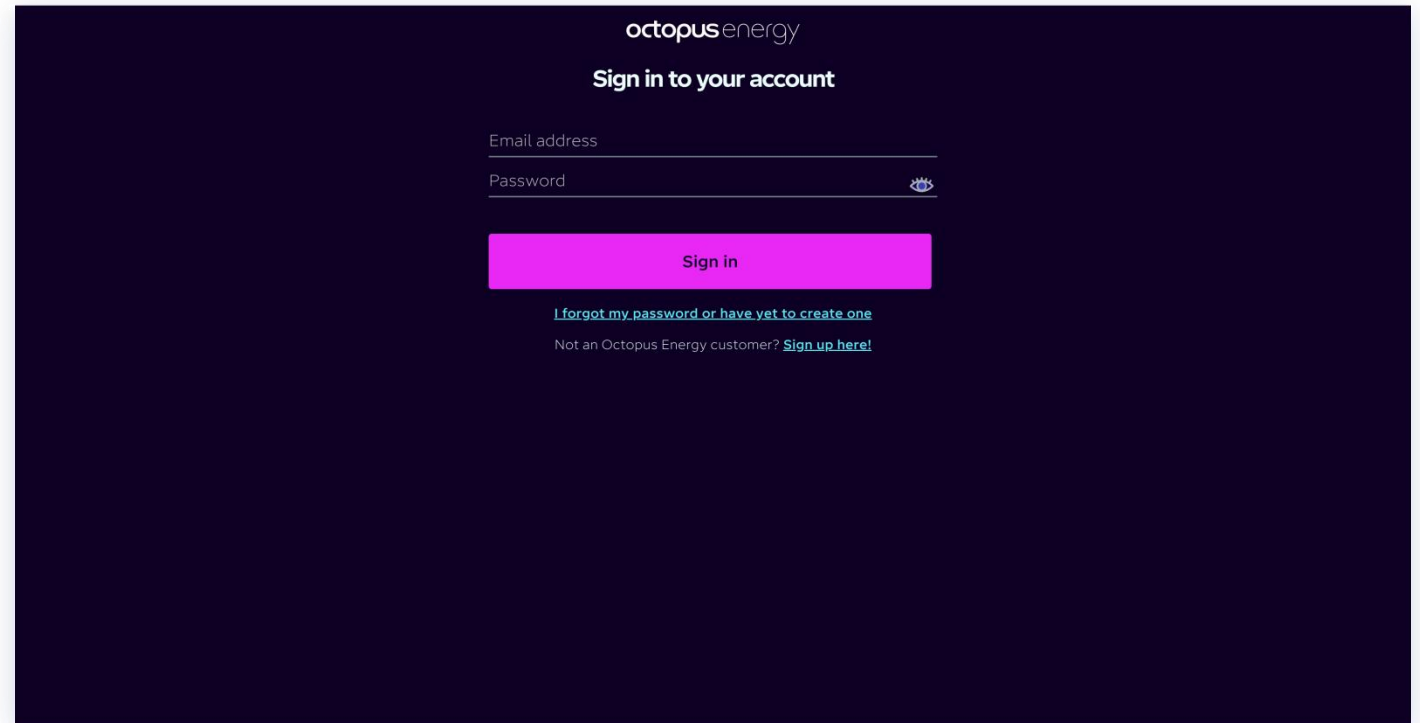 octopus energy
Sign in to your account
Email address
Password
Sign in
I forgot my password or have yet to create one
Not an Octopus Energy customer? Sign up here!